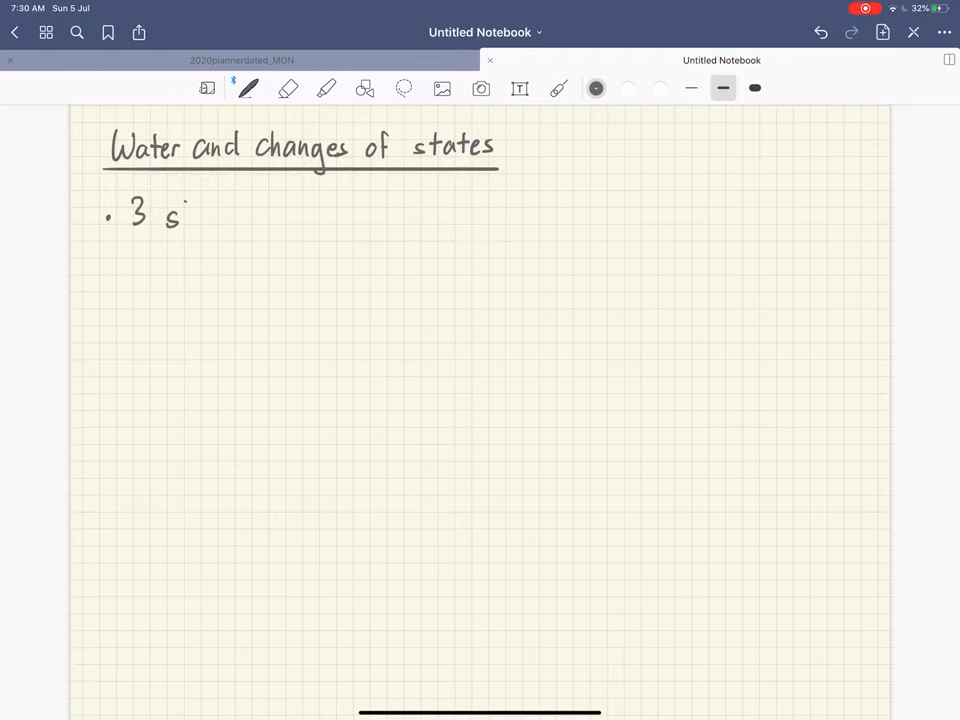 7:30 AM Sun 5 Jul 32%
Untitled Notebook
2020plannerdated_MON Untitled Notebook
T
Water and changes of states
· 3 s